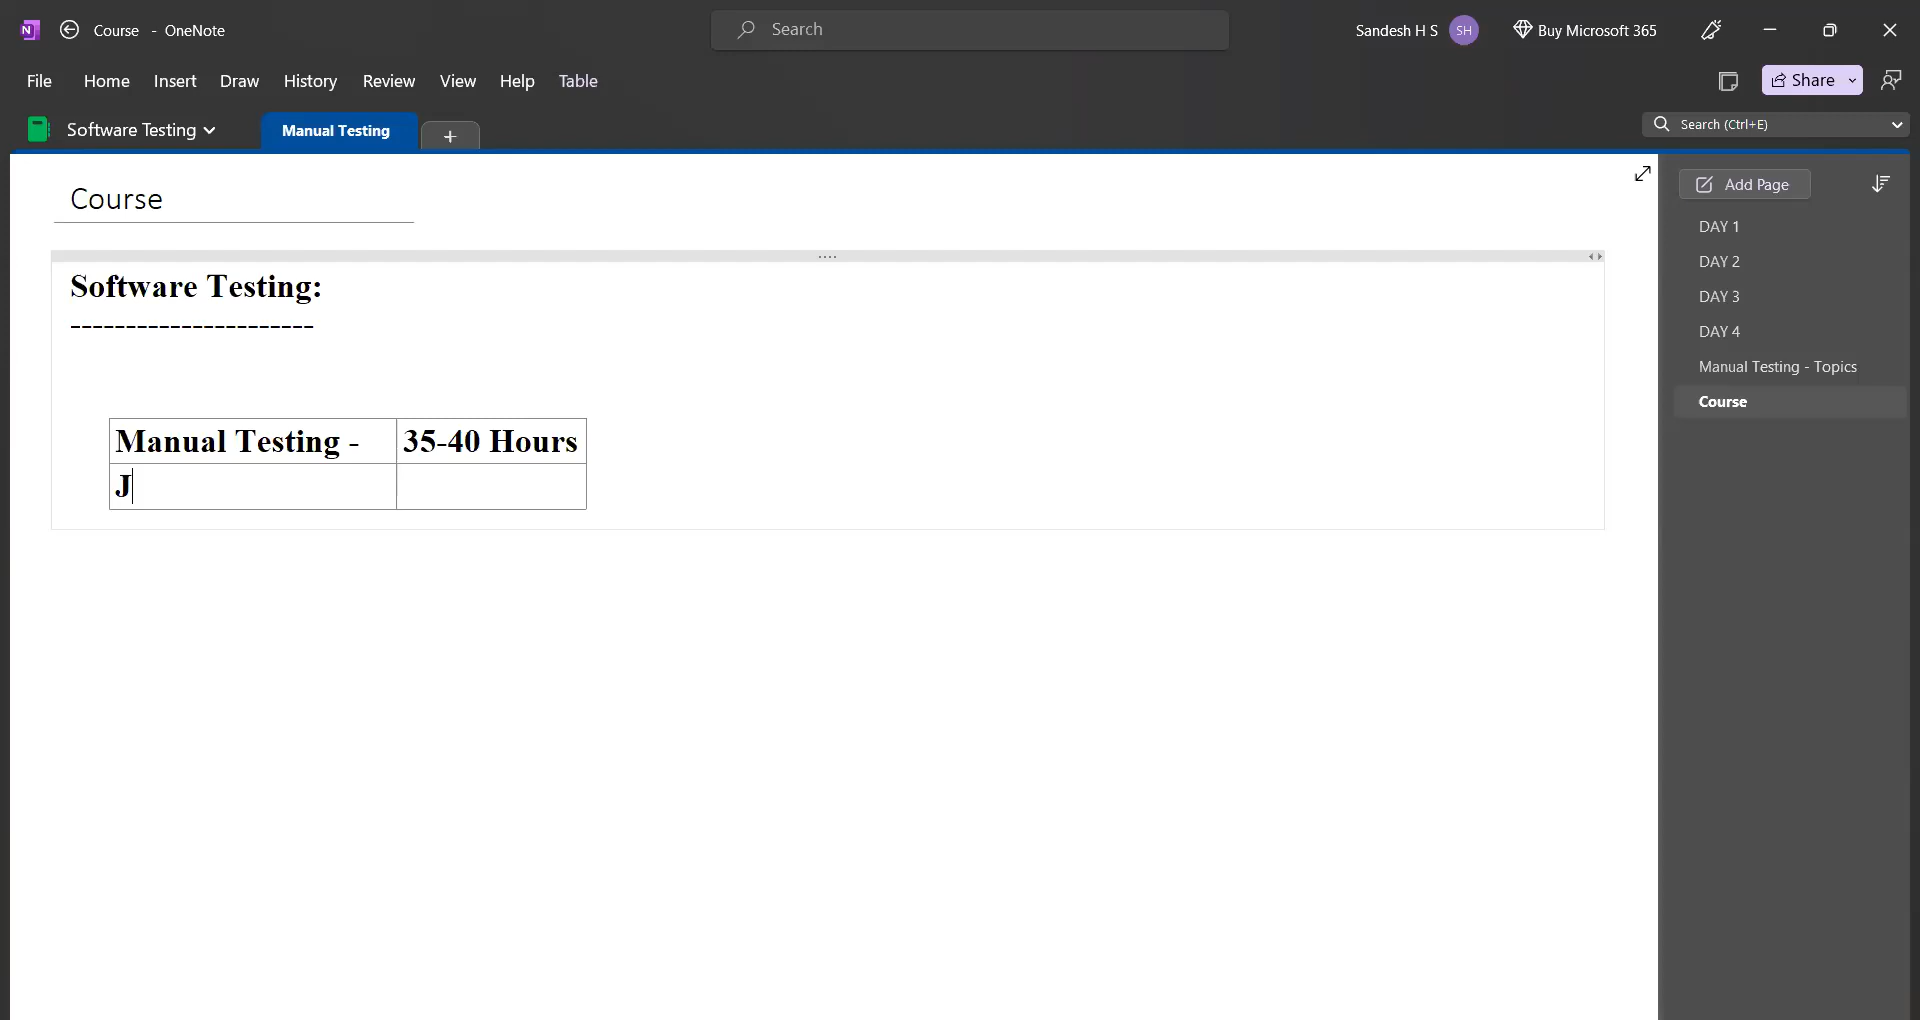 Course - OneNote
Search
Sandesh H S SH Buy Microsoft 365
File Home Insert Draw History Review View Help Table
Share
Software Testing Manual Testing +
Search (Ctrl+E)
Course
Add Page
DAY 1
DAY 2
DAY 3
DAY 4
Manual Testing - Topics
Course
Software Testing:
----------------------
Manual Testing - 35-40 Hours
J